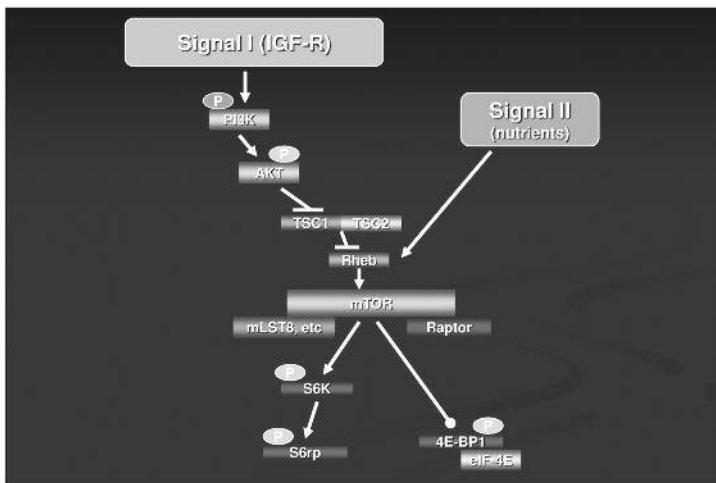 Signal I (IGF-R)
P
PI3K
Signal II
(nutrients)
P
AKT
TSC1 TSC2
Rheb
mTOR
mLST8, etc Raptor
P
S6K
P
S6rp
P
4E-BP1
eIF-4E